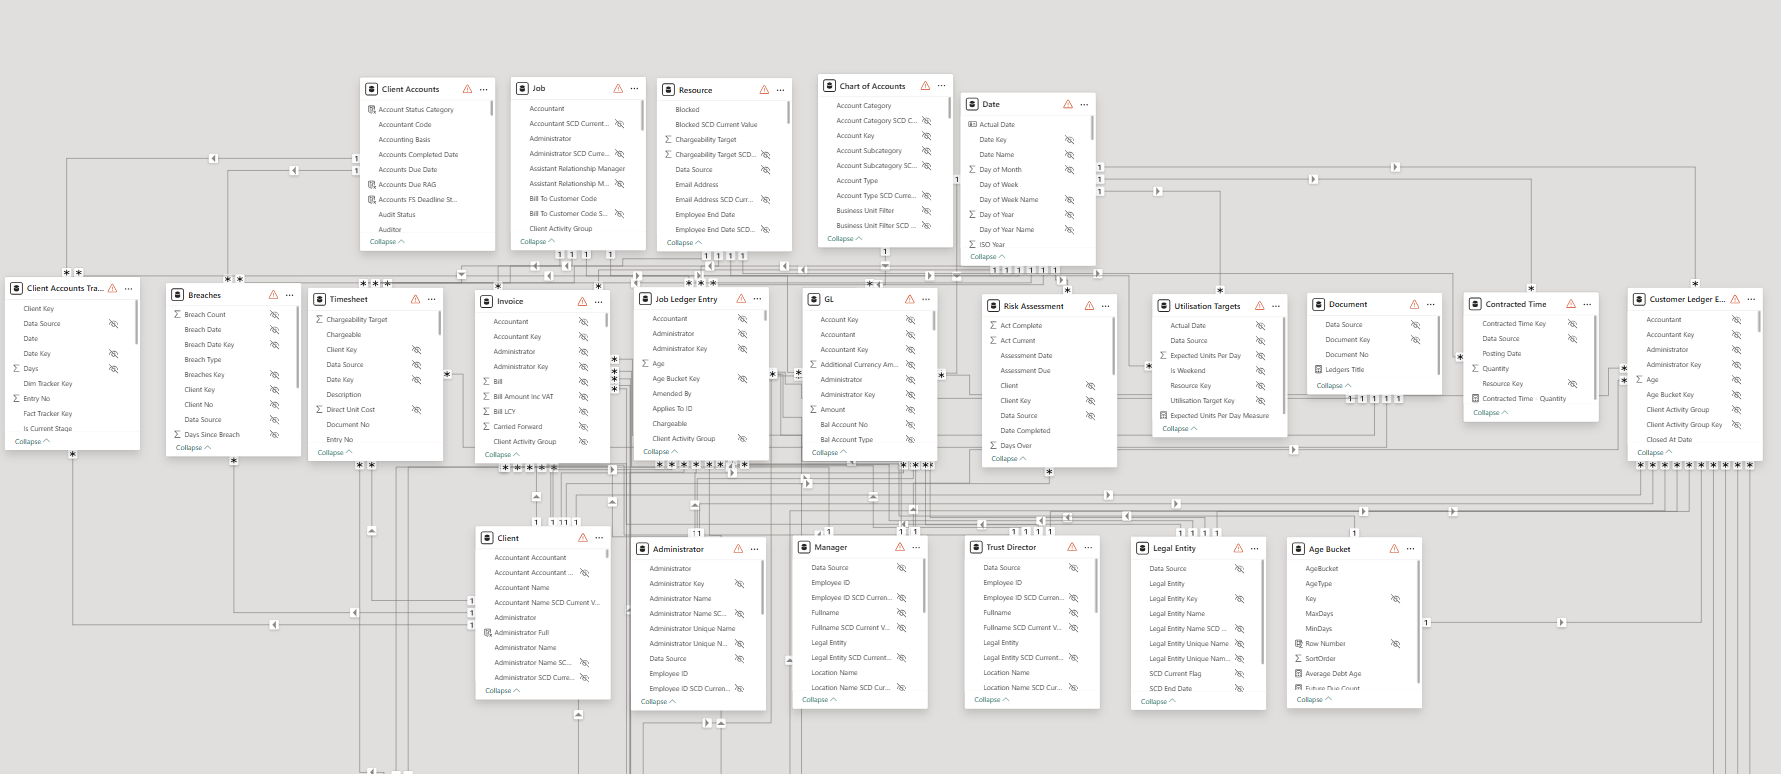 Client Accounts
Account Status Category
Accountant Code
Accounting Basis
Accounts Completed Date
Accounts Due Date
Accounts Due RAG
Accounts FS Deadline St...
Audit Status
Auditor
Collapse
Job
Accountant
Accountant SCD Current...
Administrator
Administrator SCD Curre...
Assistant Relationship Manager
Assistant Relationship M...
Bill To Customer Code
Bill To Customer Code S...
Client Activity Group
Collapse
Resource
Blocked
Blocked SCD Current Value
Chargeability Target
Chargeability Target SCD...
Data Source
Email Address
Email Address SCD Curr...
Employee End Date
Employee End Date SCD...
Collapse
Chart of Accounts
Account Category
Account Category SCD C...
Account Key
Account Subcategory
Account Subcategory SC...
Account Type
Account Type SCD Curre...
Business Unit Filter
Business Unit Filter SCD ...
Collapse
Date
Actual Date
Date Key
Date Name
Day of Month
Day of Week
Day of Week Name
Day of Year
Day of Year Name
ISO Year
Collapse
Client Accounts Tra...
Client Key
Data Source
Date
Date Key
Days
Dim Tracker Key
Entry No
Fact Tracker Key
Is Current Stage
Collapse
Breaches
Breach Count
Breach Date
Breach Date Key
Breach Type
Breaches Key
Client Key
Client No
Data Source
Days Since Breach
Collapse
Timesheet
Chargeability Target
Chargeable
Client Key
Data Source
Date Key
Description
Direct Unit Cost
Document No
Entry No
Collapse
Invoice
Accountant
Accountant Key
Administrator
Administrator Key
Bill
Bill Amount Inc VAT
Bill LCY
Carried Forward
Client Activity Group
Collapse
Job Ledger Entry
Accountant
Administrator
Administrator Key
Age
Age Bucket Key
Amended By
Applies To ID
Chargeable
Client Activity Group
Collapse
GL
Account Key
Accountant
Accountant Key
Additional Currency Am...
Administrator
Administrator Key
Amount
Bal Account No
Bal Account Type
Collapse
Risk Assessment
Act Complete
Act Current
Assessment Date
Assessment Due
Client
Client Key
Data Source
Date Completed
Days Over
Collapse
Utilisation Targets
Actual Date
Data Source
Expected Units Per Day
Is Weekend
Resource Key
Utilisation Target Key
Expected Units Per Day Measure
Collapse
Document
Data Source
Document Key
Document No
Ledgers Title
Collapse
Contracted Time
Contracted Time Key
Data Source
Posting Date
Quantity
Resource Key
Contracted Time - Quantity
Collapse
Customer Ledger E...
Accountant
Accountant Key
Administrator
Administrator Key
Age
Age Bucket Key
Client Activity Group
Client Activity Group Key
Closed At Date
Collapse
Client
Accountant Accountant
Accountant Accountant ...
Accountant Name
Accountant Name SCD Current V...
Administrator
Administrator Full
Administrator Name
Administrator Name SC...
Administrator SCD Curre...
Collapse
Administrator
Administrator
Administrator Key
Administrator Name
Administrator Name SC...
Administrator Unique Name
Administrator Unique N...
Data Source
Employee ID
Employee ID SCD Curren...
Collapse
Manager
Data Source
Employee ID
Employee ID SCD Curren...
Fullname
Fullname SCD Current V...
Legal Entity
Legal Entity SCD Current...
Location Name
Location Name SCD Cur...
Collapse
Trust Director
Data Source
Employee ID
Employee ID SCD Curren...
Fullname
Fullname SCD Current V...
Legal Entity
Legal Entity SCD Current...
Location Name
Location Name SCD Cur...
Collapse
Legal Entity
Data Source
Legal Entity
Legal Entity Key
Legal Entity Name
Legal Entity Name SCD ...
Legal Entity Unique Name
Legal Entity Unique Nam...
SCD Current Flag
SCD End Date
Collapse
Age Bucket
AgeBucket
AgeType
Key
MaxDays
MinDays
Row Number
SortOrder
Average Debt Age
Future Due Count
Collapse